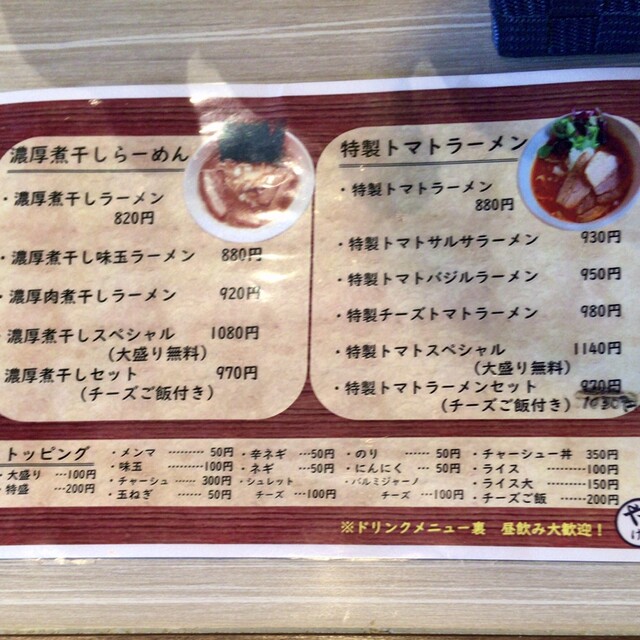 濃厚煮干しらーめん
・濃厚煮干しラーメン
820円
・濃厚煮干し味玉ラーメン 880円
・濃厚肉煮干しラーメン 920円
・濃厚煮干しスペシャル 1080円
(大盛り無料)
濃厚煮干しセット 970円
(チーズご飯付き)
特製トマトラーメン
・特製トマトラーメン
880円
・特製トマトサルサラーメン 930円
・特製トマトバジルラーメン 950円
・特製チーズトマトラーメン 980円
・特製トマトスペシャル 1140円
(大盛り無料)
・特製トマトラーメンセット 970円
(チーズご飯付き) 1030
トッピング
・大盛り …100円
・特盛 …200円
・メンマ ……… 50円
・味玉 ………100円
・チャーシュ …… 300円
・玉ねぎ …… 50円
・辛ネギ …50円
・ネギ …50円
・シュレット
チーズ …100円
・のり …… 50円
・にんにく … 50円
・パルミジャーノ
チーズ …100円
・チャーシュー丼 350円
・ライス ………100円
・ライス大 ………150円
・チーズご飯 ……200円
※ドリンクメニュー裏 昼飲み大歓迎！